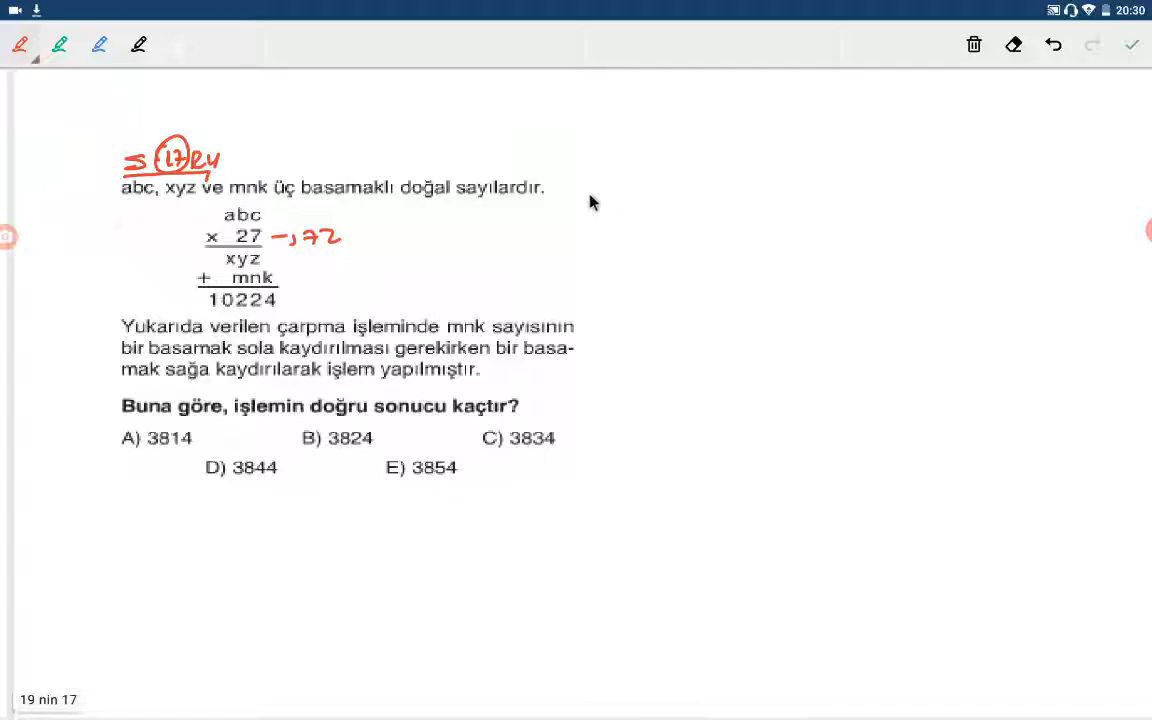 20:30
S 17 RU
abc, xyz ve mnk üç basamaklı doğal sayılardır.
abc
x 27 → 72
xyz
+ mnk
10224
Yukarıda verilen çarpma işleminde mnk sayısının
bir basamak sola kaydırılması gerekirken bir basa-
mak sağa kaydırılarak işlem yapılmıştır.
Buna göre, işlemin doğru sonucu kaçtır?
A) 3814 B) 3824 C) 3834
D) 3844 E) 3854
19 nin 17